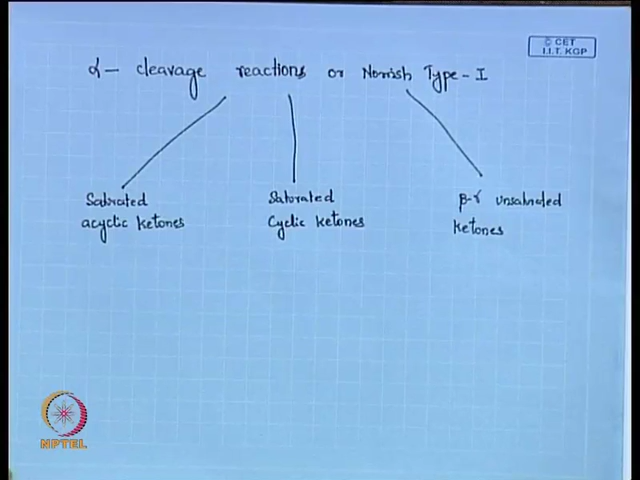 © CET
I.I.T. KGP
α- cleavage reactions or Norrish Type-I
Saturated
acyclic ketones
Saturated
Cyclic ketones
β-γ unsaturated
ketones
NPTEL